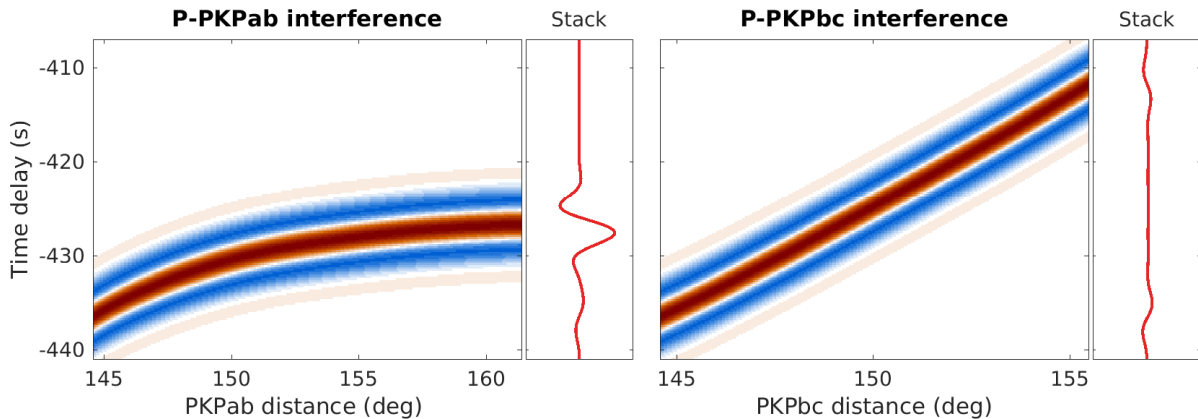 P-PKPab interference
Stack
P-PKPbc interference
Stack
Time delay (s)
-410
-420
-430
-440
145
150
155
160
145
150
155
PKPab distance (deg)
PKPbc distance (deg)